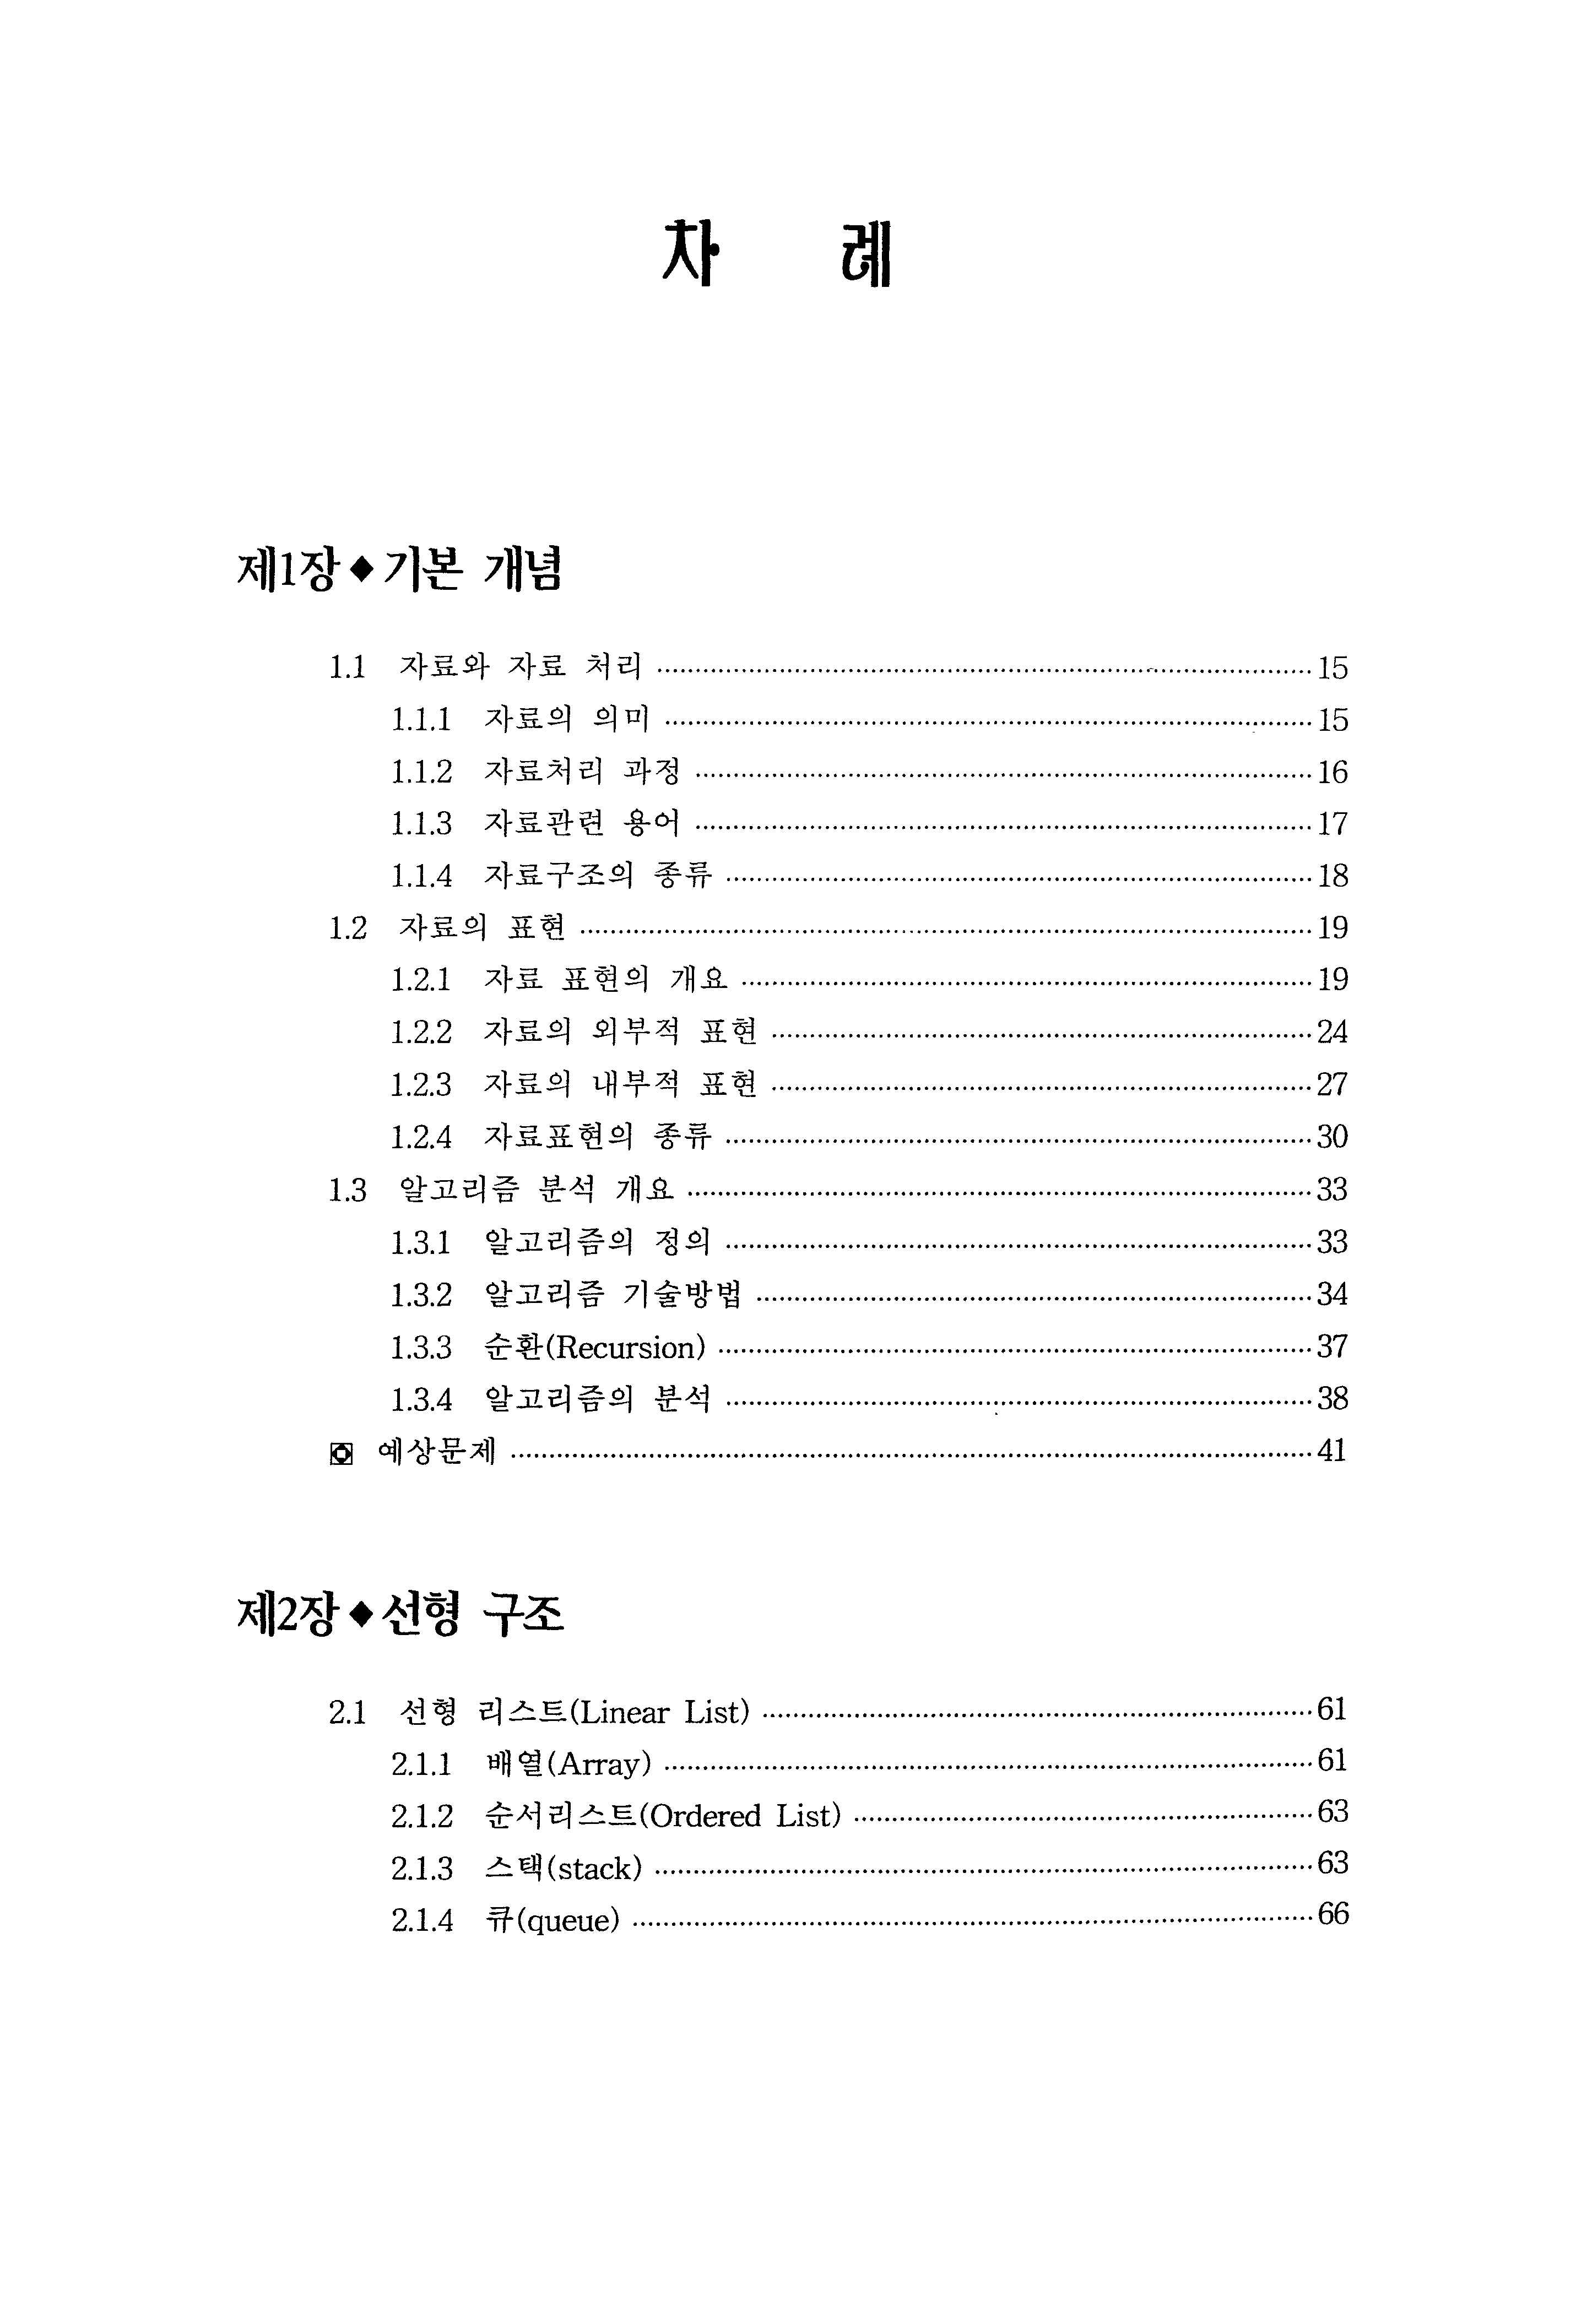 차 례
제1장◆기본 개념
1.1 자료와 자료 처리 ........ 15
1.1.1 자료의 의미 ........ 15
1.1.2 자료처리 과정 ........ 16
1.1.3 자료관련 용어 ........ 17
1.1.4 자료구조의 종류 ........ 18
1.2 자료의 표현 ........ 19
1.2.1 자료 표현의 개요 ........ 19
1.2.2 자료의 외부적 표현 ........ 24
1.2.3 자료의 내부적 표현 ........ 27
1.2.4 자료표현의 종류 ........ 30
1.3 알고리즘 분석 개요 ........ 33
1.3.1 알고리즘의 정의 ........ 33
1.3.2 알고리즘 기술방법 ........ 34
1.3.3 순환(Recursion) ........ 37
1.3.4 알고리즘의 분석 ........ 38
예상문제 ........ 41
제2장◆선형 구조
2.1 선형 리스트(Linear List) ........ 61
2.1.1 배열(Array) ........ 61
2.1.2 순서리스트(Ordered List) ........ 63
2.1.3 스택(stack) ........ 63
2.1.4 큐(queue) ........ 66